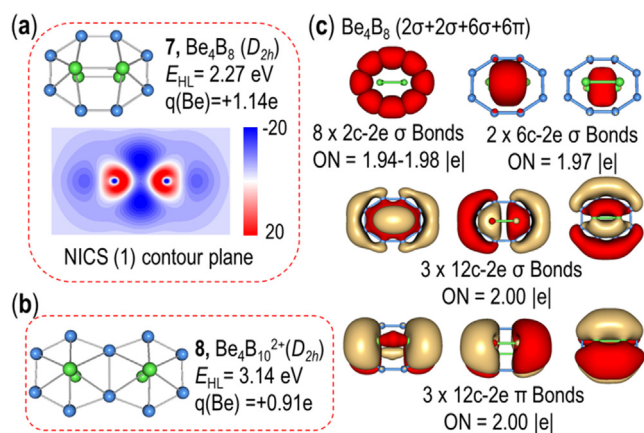 (a)
7, Be₄B₈ (D₂ₕ)
E_HL = 2.27 eV
q(Be)=+1.14e
-20
20
NICS (1) contour plane
(b)
8, Be₄B₁₀²⁺(D₂ₕ)
E_HL = 3.14 eV
q(Be) =+0.91e
(c) Be₄B₈ (2σ+2σ+6σ+6π)
8 x 2c-2e σ Bonds
ON = 1.94-1.98 |e|
2 x 6c-2e σ Bonds
ON = 1.97 |e|
3 x 12c-2e σ Bonds
ON = 2.00 |e|
3 x 12c-2e π Bonds
ON = 2.00 |e|